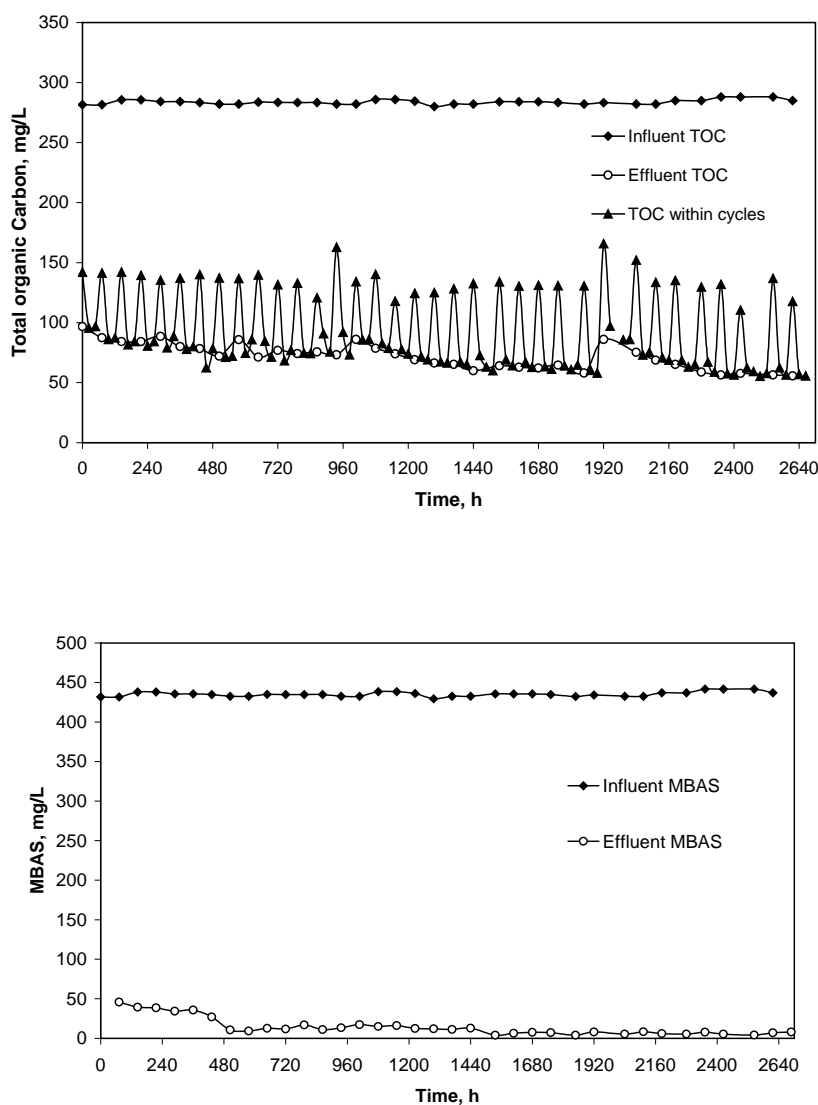 350
300
250
200
150
100
50
0
Total organic Carbon, mg/L
Influent TOC
Effluent TOC
TOC within cycles
0 240 480 720 960 1200 1440 1680 1920 2160 2400 2640
Time, h
500
450
400
350
300
250
200
150
100
50
0
MBAS, mg/L
Influent MBAS
Effluent MBAS
0 240 480 720 960 1200 1440 1680 1920 2160 2400 2640
Time, h